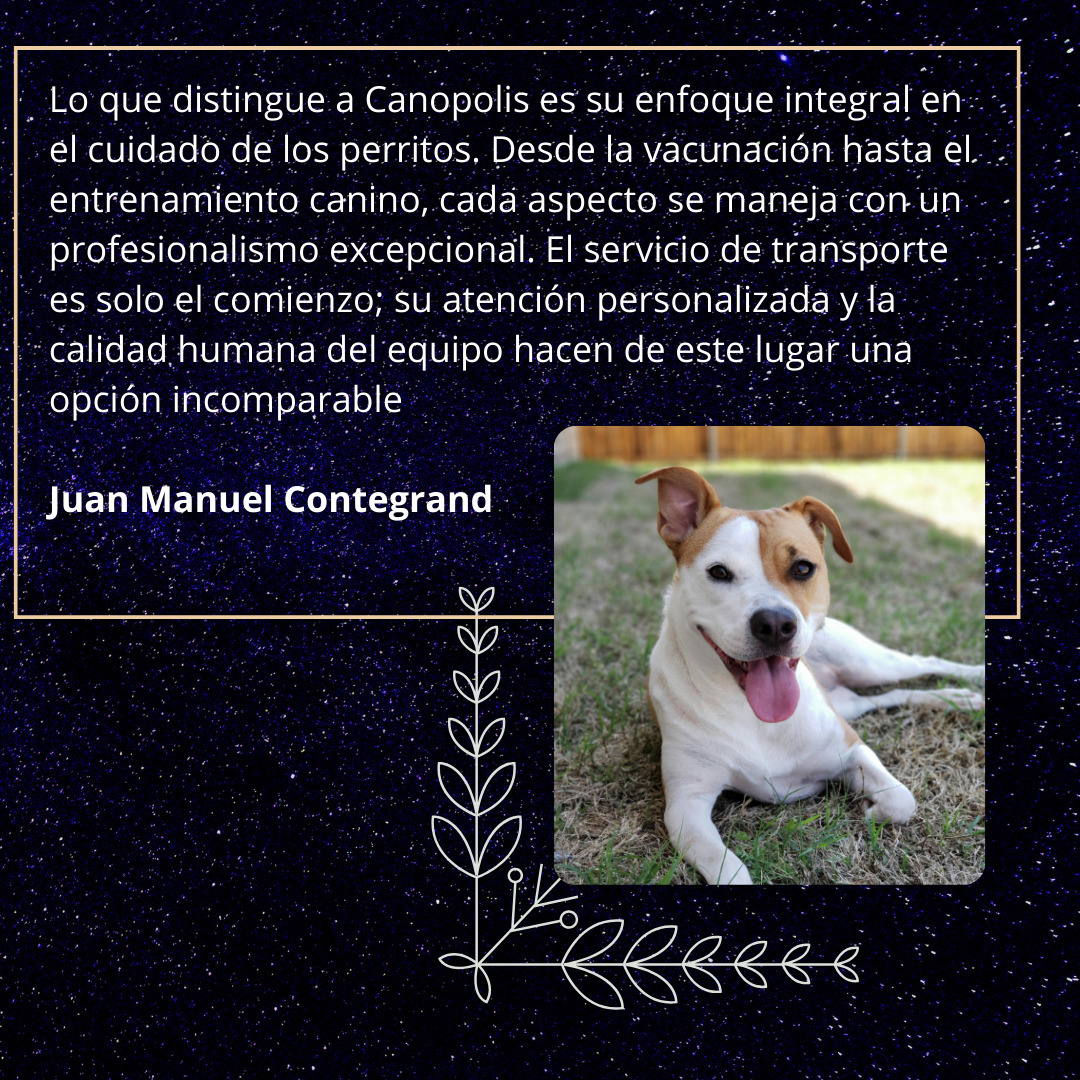 Lo que distingue a Canopolis es su enfoque integral en
el cuidado de los perritos. Desde la vacunación hasta el
entrenamiento canino, cada aspecto se maneja con un
profesionalismo excepcional. El servicio de transporte
es solo el comienzo; su atención personalizada y la
calidad humana del equipo hacen de este lugar una
opción incomparable
Juan Manuel Contegrand